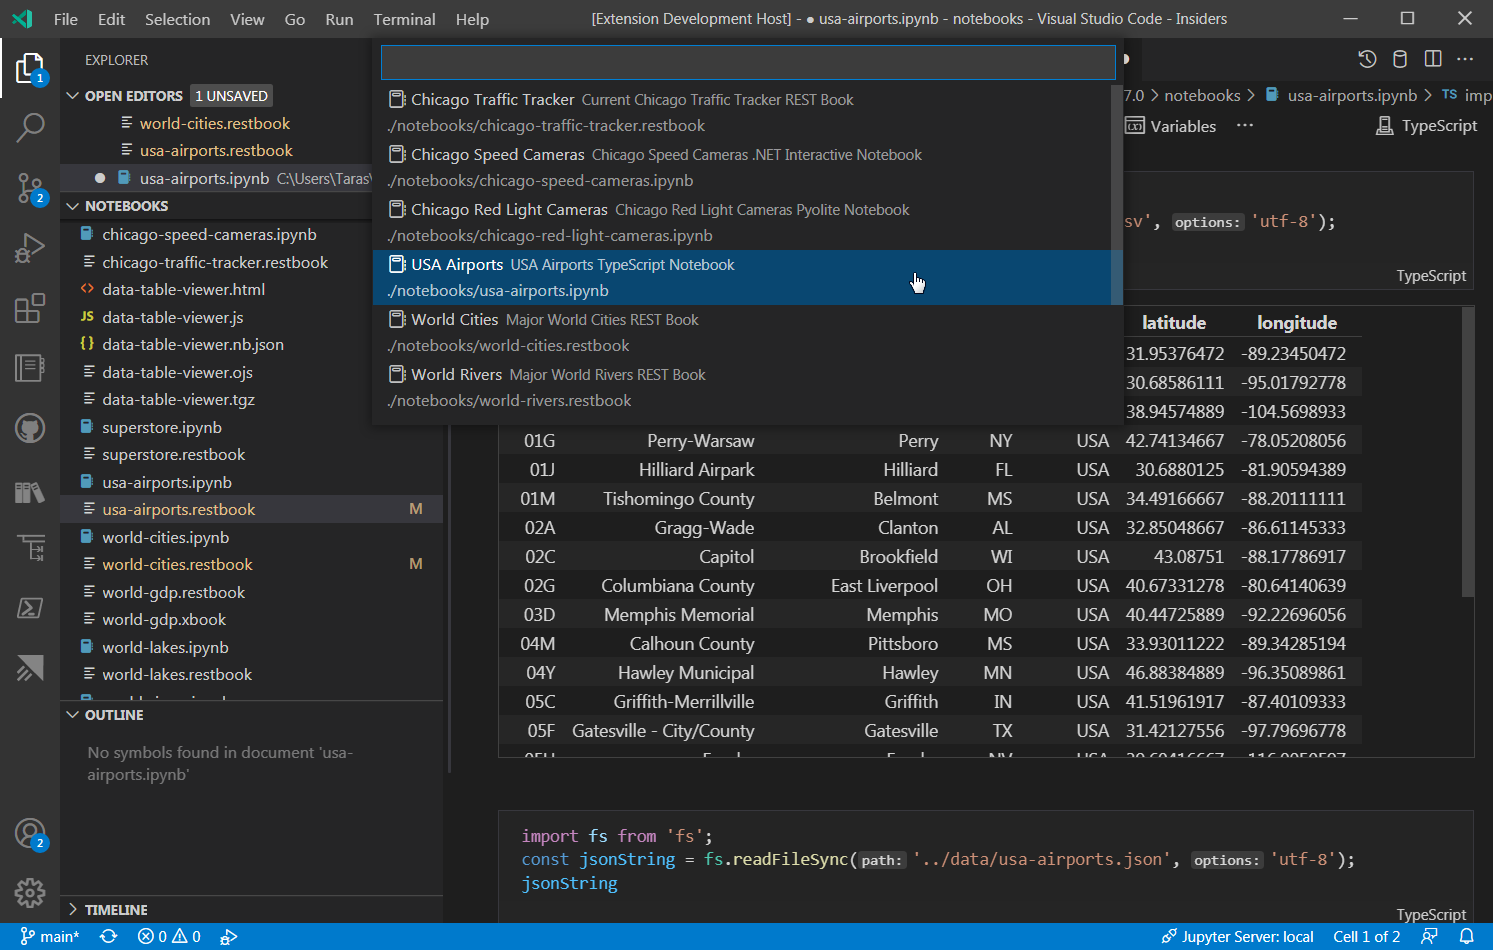 File Edit Selection View Go Run Terminal Help [Extension Development Host] - ● usa-airports.ipynb - notebooks - Visual Studio Code - Insiders
EXPLORER
OPEN EDITORS 1 UNSAVED
world-cities.restbook
usa-airports.restbook
usa-airports.ipynb C:\Users\Taras\
NOTEBOOKS
chicago-speed-cameras.ipynb
chicago-traffic-tracker.restbook
data-table-viewer.html
JS data-table-viewer.js
{} data-table-viewer.nb.json
data-table-viewer.ojs
data-table-viewer.tgz
superstore.ipynb
superstore.restbook
usa-airports.ipynb
usa-airports.restbook M
world-cities.ipynb
world-cities.restbook M
world-gdp.restbook
world-gdp.xbook
world-lakes.ipynb
world-lakes.restbook
OUTLINE
No symbols found in document 'usa-
airports.ipynb'
TIMELINE
1
2
2
Chicago Traffic Tracker Current Chicago Traffic Tracker REST Book
./notebooks/chicago-traffic-tracker.restbook
Chicago Speed Cameras Chicago Speed Cameras .NET Interactive Notebook
./notebooks/chicago-speed-cameras.ipynb
Chicago Red Light Cameras Chicago Red Light Cameras Pyolite Notebook
./notebooks/chicago-red-light-cameras.ipynb
USA Airports USA Airports TypeScript Notebook
./notebooks/usa-airports.ipynb
World Cities Major World Cities REST Book
./notebooks/world-cities.restbook
World Rivers Major World Rivers REST Book
./notebooks/world-rivers.restbook
7.0 > notebooks > usa-airports.ipynb > TS imp
Variables ··· TypeScript
sv', options: 'utf-8');
TypeScript
latitude longitude
31.95376472 -89.23450472
30.68586111 -95.01792778
38.94574889 -104.5698933
01G Perry-Warsaw Perry NY USA 42.74134667 -78.05208056
01J Hilliard Airpark Hilliard FL USA 30.6880125 -81.90594389
01M Tishomingo County Belmont MS USA 34.49166667 -88.20111111
02A Gragg-Wade Clanton AL USA 32.85048667 -86.61145333
02C Capitol Brookfield WI USA 43.08751 -88.17786917
02G Columbiana County East Liverpool OH USA 40.67331278 -80.64140639
03D Memphis Memorial Memphis MO USA 40.44725889 -92.22696056
04M Calhoun County Pittsboro MS USA 33.93011222 -89.34285194
04Y Hawley Municipal Hawley MN USA 46.88384889 -96.35089861
05C Griffith-Merrillville Griffith IN USA 41.51961917 -87.40109333
05F Gatesville - City/County Gatesville TX USA 31.42127556 -97.79696778
import fs from 'fs';
const jsonString = fs.readFileSync(path: '../data/usa-airports.json', options: 'utf-8');
jsonString
TypeScript
main* 0 0 Jupyter Server: local Cell 1 of 2